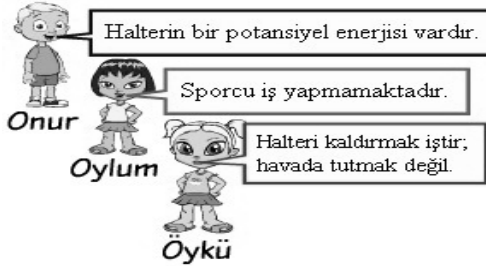 Halterin bir potansiyel enerjisi vardır.
Onur
Sporcu iş yapmamaktadır.
Oylum
Halteri kaldırmak iştir;
havada tutmak değil.
Öykü